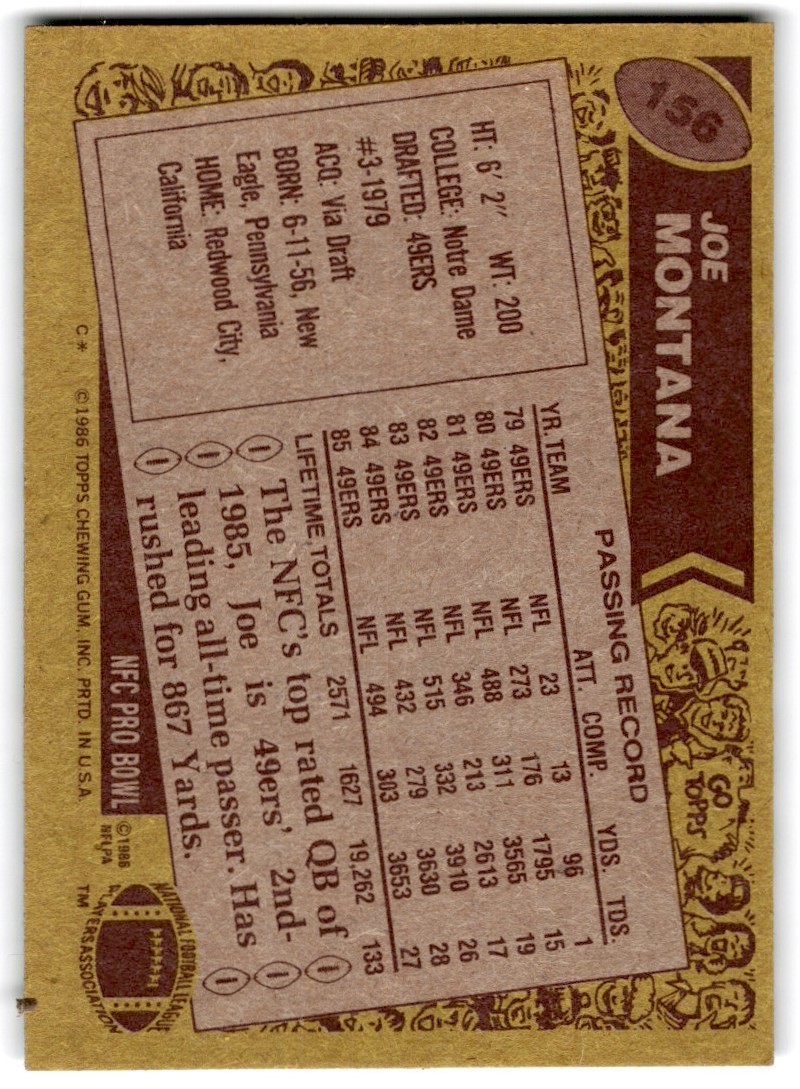 156
JOE
MONTANA
GO
TOPPS
HT: 6' 2" WT: 200
COLLEGE: Notre Dame
DRAFTED: 49ERS
#3-1979
ACQ: Via Draft
BORN: 6-11-56, New
Eagle, Pennsylvania
HOME: Redwood City,
California
PASSING RECORD
YR. TEAM ATT. COMP. YDS. TDS.
79 49ERS NFL 23 13 96 1
80 49ERS NFL 273 176 1795 15
81 49ERS NFL 488 311 3565 19
82 49ERS NFL 346 213 2613 17
83 49ERS NFL 515 332 3910 26
84 49ERS NFL 432 279 3630 28
85 49ERS NFL 494 303 3653 27
LIFETIME TOTALS 2571 1627 19,262 133
The NFC's top rated QB of
1985, Joe is 49ers' 2nd-
leading all-time passer. Has
rushed for 867 Yards.
NFC PRO BOWL
C* ©1986 TOPPS CHEWING GUM, INC. PRTD. IN U.S.A.
©1986
NFLPA
NATIONAL FOOTBALL LEAGUE
PLAYERS ASSOCIATION
TM